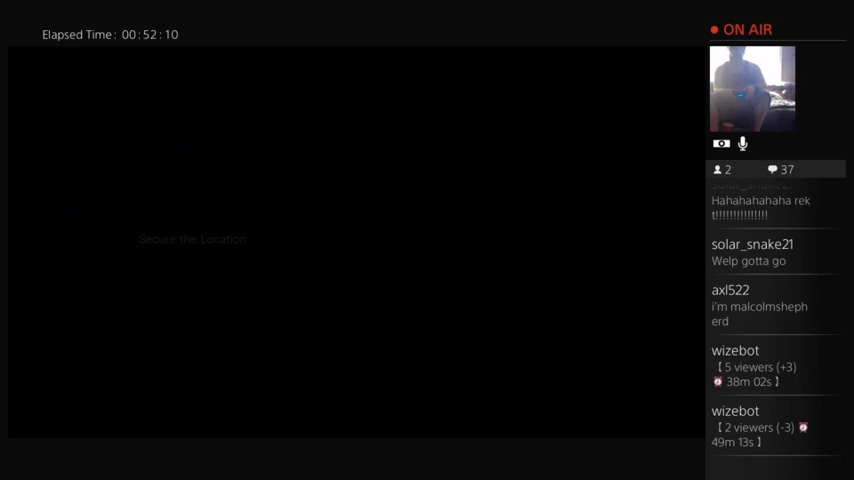 Elapsed Time: 00:52:10
ON AIR
2
37
solar_snake21
Hahahahahaha rek
t!!!!!!!!!!!!!!!
solar_snake21
Welp gotta go
axl522
i'm malcolmsheph
erd
wizebot
【 5 viewers (+3)
⏰ 38m 02s 】
wizebot
【 2 viewers (-3) ⏰
49m 13s 】
Secure the Location